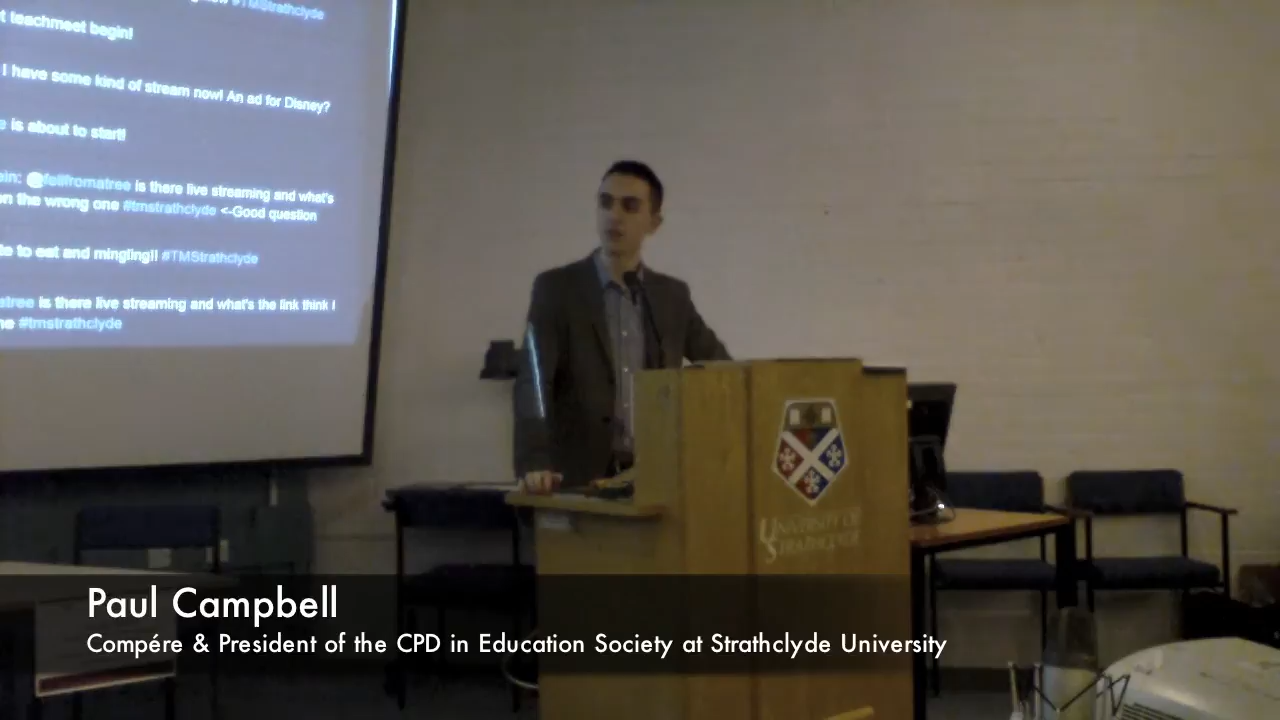 #TMStrathclyde
t teachmeet begin!
I have some kind of stream now! An ad for Disney?
e is about to start!
ein: @fellfromatree is there live streaming and what's
on the wrong one #tmstrathclyde <-Good question
te to eat and mingling!! #TMStrathclyde
atree is there live streaming and what's the link think I
ne #tmstrathclyde
UNIVERSITY OF
STRATHCLYDE
Paul Campbell
Compére & President of the CPD in Education Society at Strathclyde University